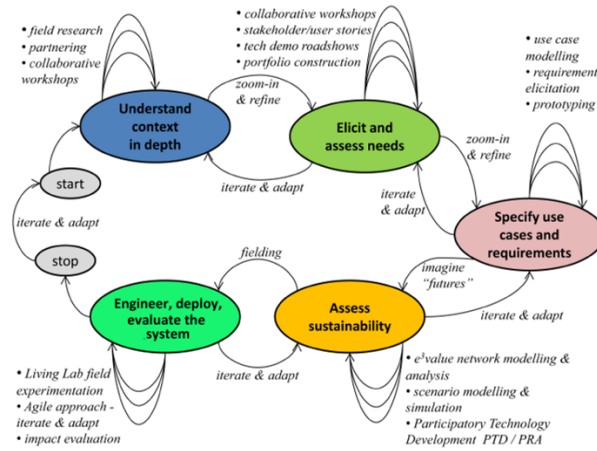 • field research
• partnering
• collaborative
workshops
• collaborative workshops
• stakeholder/user stories
• tech demo roadshows
• portfolio construction
• use case
modelling
• requirement
elicitation
• prototyping
zoom-in
& refine
Understand
context
in depth
Elicit and
assess needs
zoom-in
& refine
iterate & adapt
iterate
& adapt
start
iterate & adapt
stop
Specify use
cases and
requirements
fielding
imagine
“futures”
Engineer, deploy,
evaluate the
system
Assess
sustainability
iterate & adapt
iterate & adapt
• Living Lab field
experimentation
• Agile approach -
iterate & adapt
• impact evaluation
• e³value network modelling &
analysis
• scenario modelling &
simulation
• Participatory Technology
Development PTD / PRA